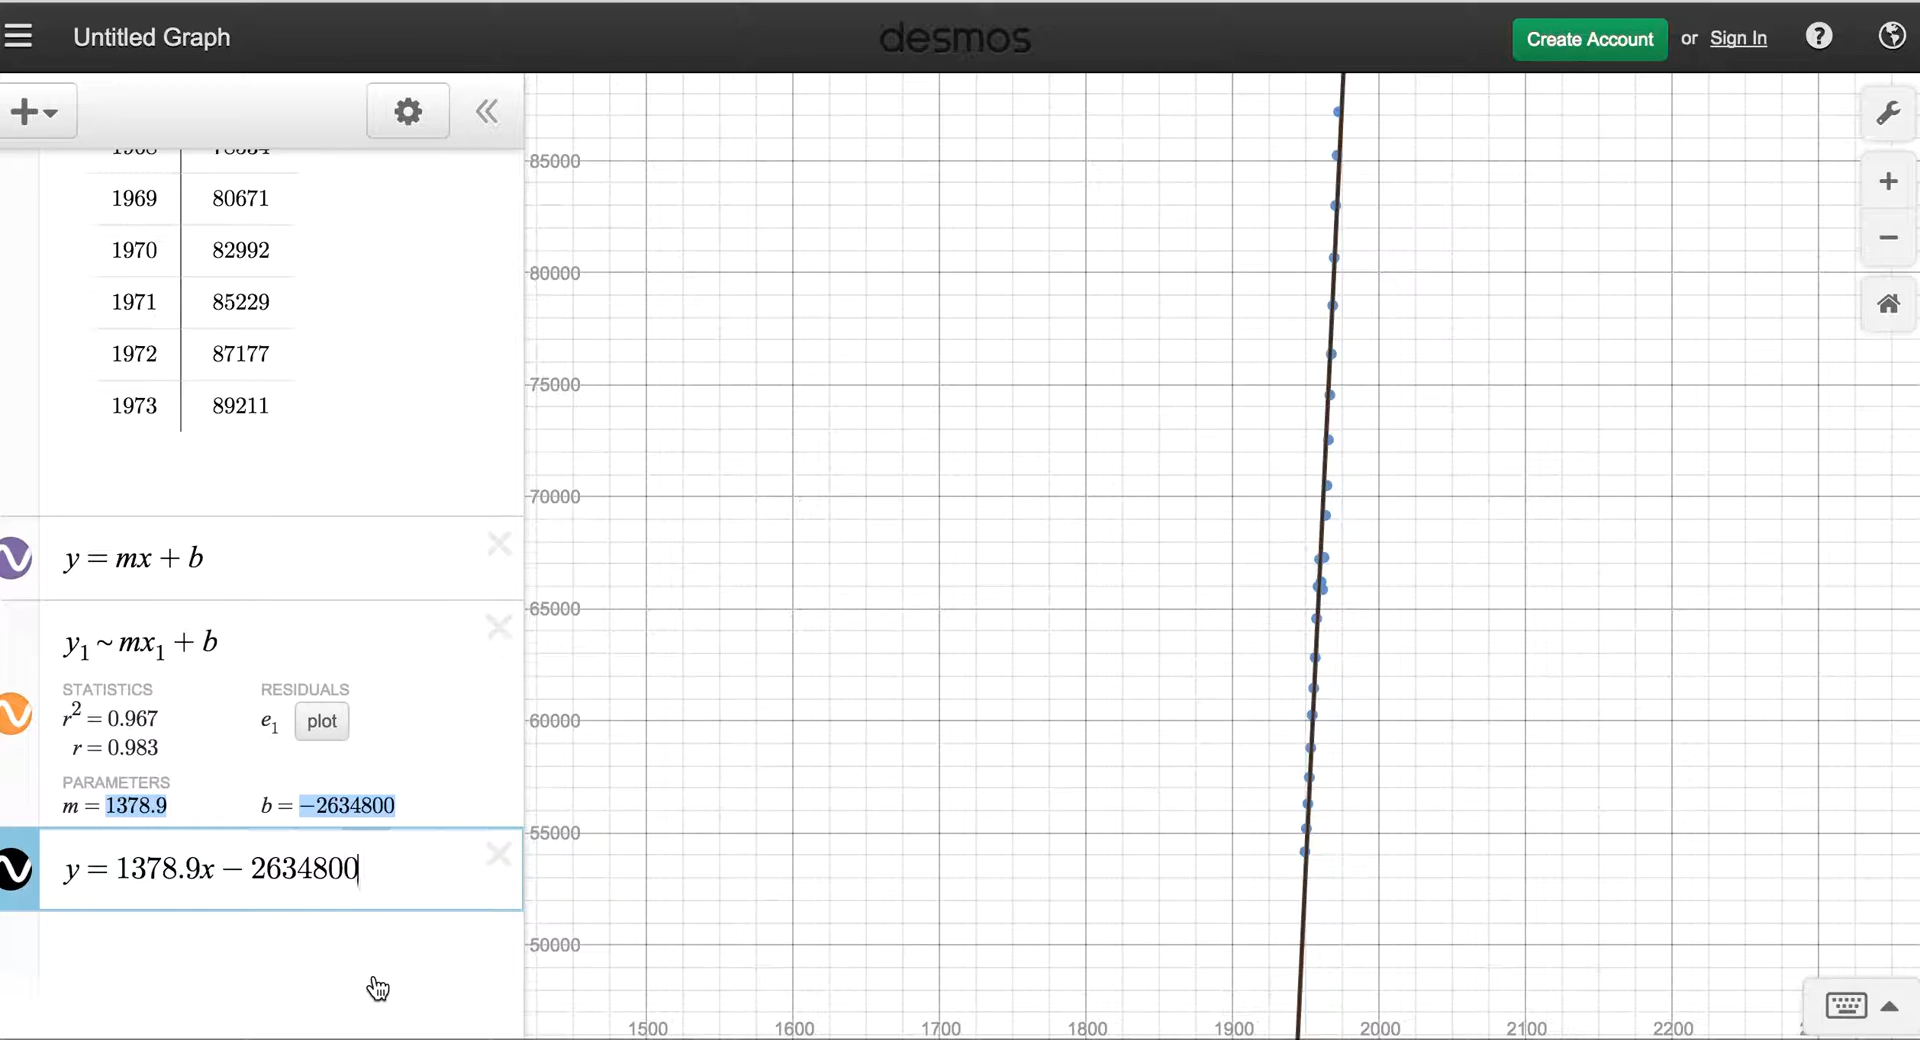 Untitled Graph
desmos
Create Account or Sign In ?
1969 80671
1970 82992
1971 85229
1972 87177
1973 89211
y = mx + b
y₁ ~ mx₁ + b
STATISTICS RESIDUALS
r² = 0.967
e₁ plot
r = 0.983
PARAMETERS
m = 1378.9 b = −2634800
y = 1378.9x − 2634800
85000
80000
75000
70000
65000
60000
55000
50000
1500 1600 1700 1800 1900 2000 2100 2200